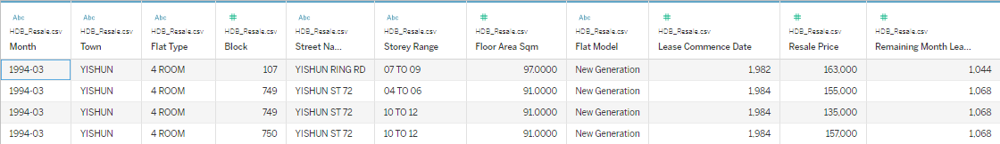 Abc Abc Abc # Abc Abc # Abc # # #
HDB_Resale.csv HDB_Resale.csv HDB_Resale.csv HDB_Resale.csv HDB_Resale.csv HDB_Resale.csv HDB_Resale.csv HDB_Resale.csv HDB_Resale.csv HDB_Resale.csv HDB_Resale.csv
Month Town Flat Type Block Street Na... Storey Range Floor Area Sqm Flat Model Lease Commence Date Resale Price Remaining Month Lea...
1994-03 YISHUN 4 ROOM 107 YISHUN RING RD 07 TO 09 97.0000 New Generation 1,982 163,000 1,044
1994-03 YISHUN 4 ROOM 749 YISHUN ST 72 04 TO 06 91.0000 New Generation 1,984 155,000 1,068
1994-03 YISHUN 4 ROOM 749 YISHUN ST 72 10 TO 12 91.0000 New Generation 1,984 135,000 1,068
1994-03 YISHUN 4 ROOM 750 YISHUN ST 72 10 TO 12 91.0000 New Generation 1,984 157,000 1,068